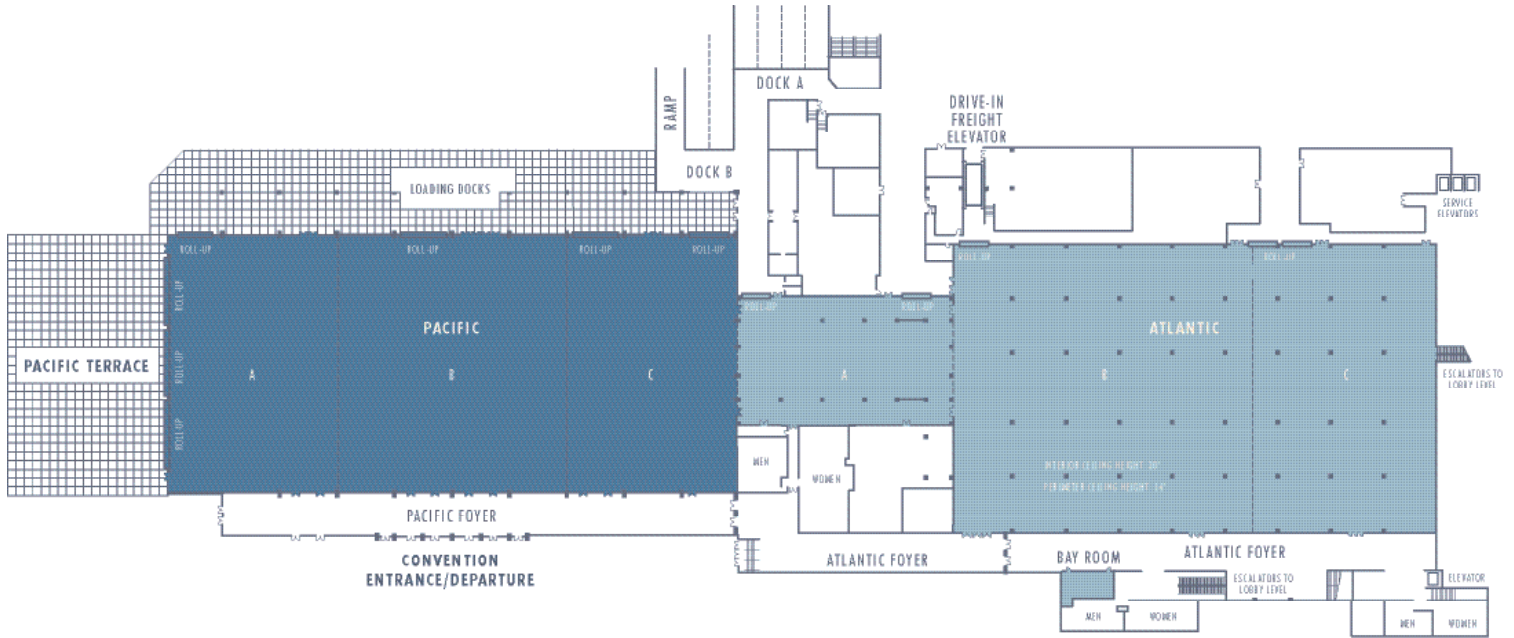 DOCK A
RAMP
DRIVE-IN
FREIGHT
ELEVATOR
DOCK B
LOADING DOCKS
SERVICE
ELEVATORS
ROLL-UP
ROLL-UP
ROLL-UP
ROLL-UP
ROLL-UP
ROLL-UP
ROLL-UP
ROLL-UP
ROLL-UP
ROLL-UP
ROLL-UP
PACIFIC
ATLANTIC
PACIFIC TERRACE
A
B
C
A
B
C
ESCALATORS TO
LOBBY LEVEL
MEN
WOMEN
INTERIOR CEILING HEIGHT
PERIMETER CEILING HEIGHT
PACIFIC FOYER
CONVENTION
ENTRANCE/DEPARTURE
ATLANTIC FOYER
BAY ROOM
ATLANTIC FOYER
ESCALATORS TO
LOBBY LEVEL
ELEVATOR
MEN
WOMEN
MEN
WOMEN